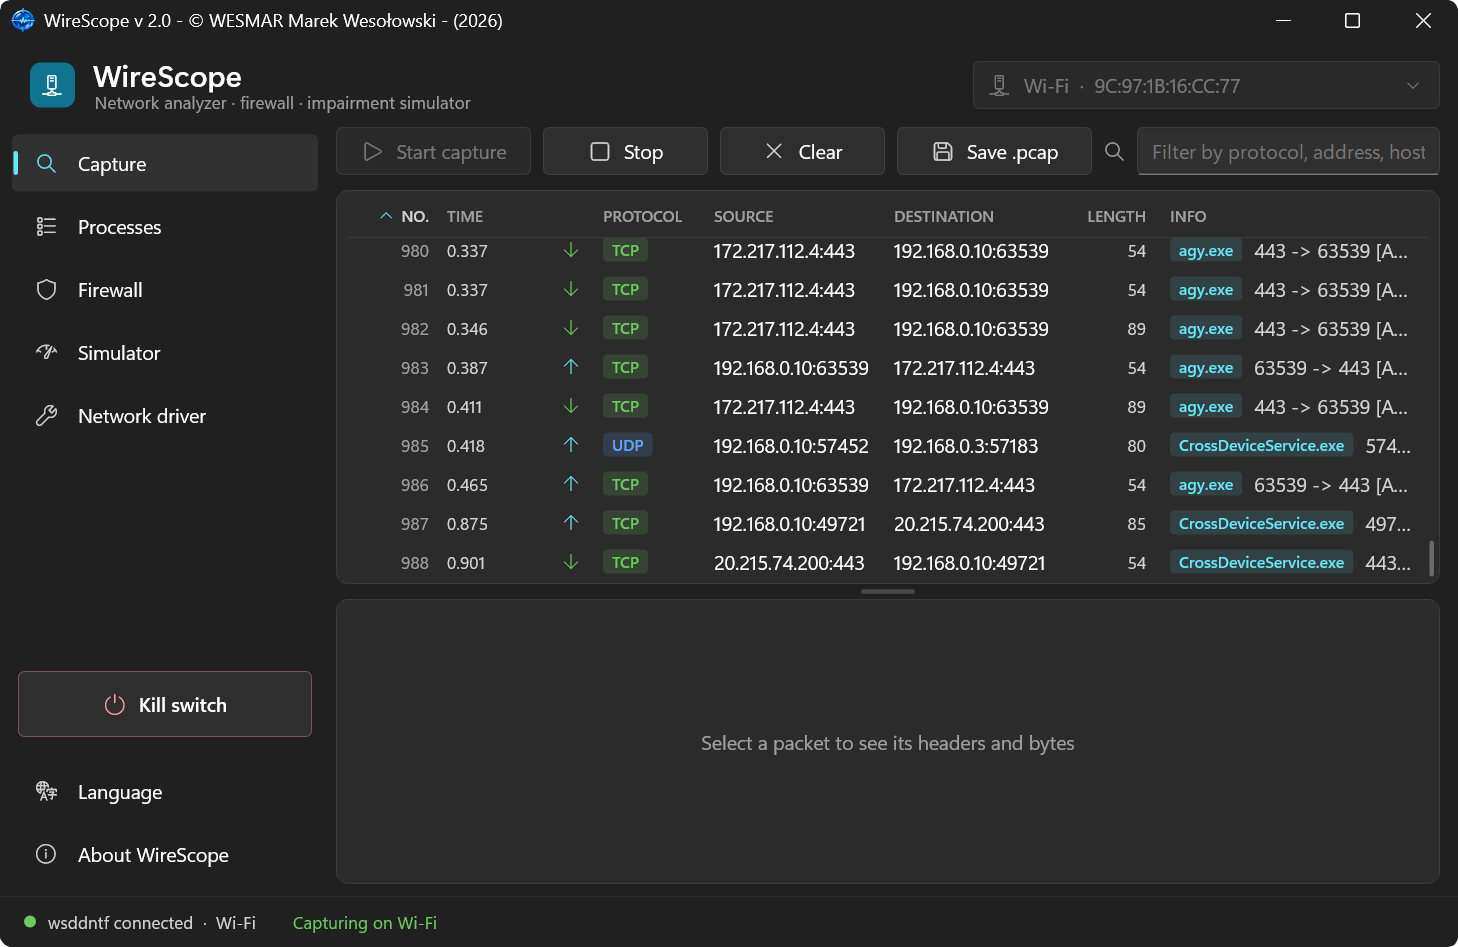 WireScope v 2.0 - © WESMAR Marek Wesołowski - (2026)
WireScope
Network analyzer · firewall · impairment simulator
Wi-Fi · 9C:97:1B:16:CC:77
Capture
Processes
Firewall
Simulator
Network driver
Kill switch
Language
About WireScope
Start capture
Stop
Clear
Save .pcap
Filter by protocol, address, host
NO. TIME PROTOCOL SOURCE DESTINATION LENGTH INFO
980 0.337 ↓ TCP 172.217.112.4:443 192.168.0.10:63539 54 agy.exe 443 -> 63539 [A...
981 0.337 ↓ TCP 172.217.112.4:443 192.168.0.10:63539 54 agy.exe 443 -> 63539 [A...
982 0.346 ↓ TCP 172.217.112.4:443 192.168.0.10:63539 89 agy.exe 443 -> 63539 [A...
983 0.387 ↑ TCP 192.168.0.10:63539 172.217.112.4:443 54 agy.exe 63539 -> 443 [A...
984 0.411 ↓ TCP 172.217.112.4:443 192.168.0.10:63539 89 agy.exe 443 -> 63539 [A...
985 0.418 ↑ UDP 192.168.0.10:57452 192.168.0.3:57183 80 CrossDeviceService.exe 574...
986 0.465 ↑ TCP 192.168.0.10:63539 172.217.112.4:443 54 agy.exe 63539 -> 443 [A...
987 0.875 ↑ TCP 192.168.0.10:49721 20.215.74.200:443 85 CrossDeviceService.exe 497...
988 0.901 ↓ TCP 20.215.74.200:443 192.168.0.10:49721 54 CrossDeviceService.exe 443...
Select a packet to see its headers and bytes
wsddntf connected · Wi-Fi Capturing on Wi-Fi